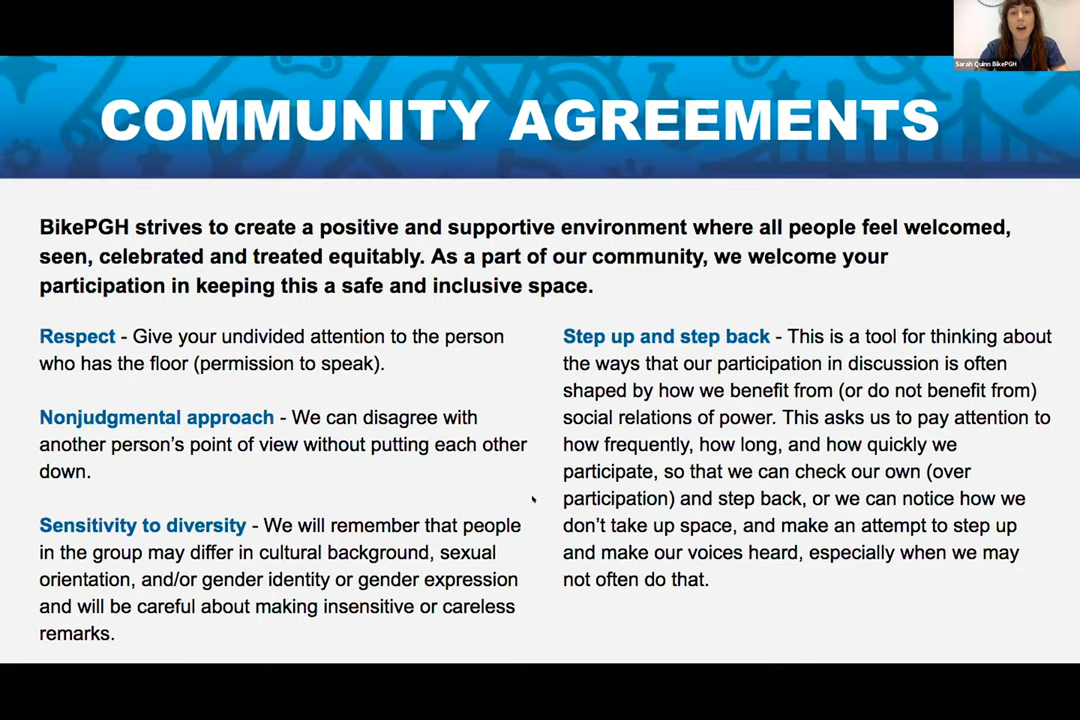 Sarah Quinn BikePGH
COMMUNITY AGREEMENTS
BikePGH strives to create a positive and supportive environment where all people feel welcomed,
seen, celebrated and treated equitably. As a part of our community, we welcome your
participation in keeping this a safe and inclusive space.
Respect - Give your undivided attention to the person
who has the floor (permission to speak).
Nonjudgmental approach - We can disagree with
another person's point of view without putting each other
down.
Sensitivity to diversity - We will remember that people
in the group may differ in cultural background, sexual
orientation, and/or gender identity or gender expression
and will be careful about making insensitive or careless
remarks.
Step up and step back - This is a tool for thinking about
the ways that our participation in discussion is often
shaped by how we benefit from (or do not benefit from)
social relations of power. This asks us to pay attention to
how frequently, how long, and how quickly we
participate, so that we can check our own (over
participation) and step back, or we can notice how we
don't take up space, and make an attempt to step up
and make our voices heard, especially when we may
not often do that.